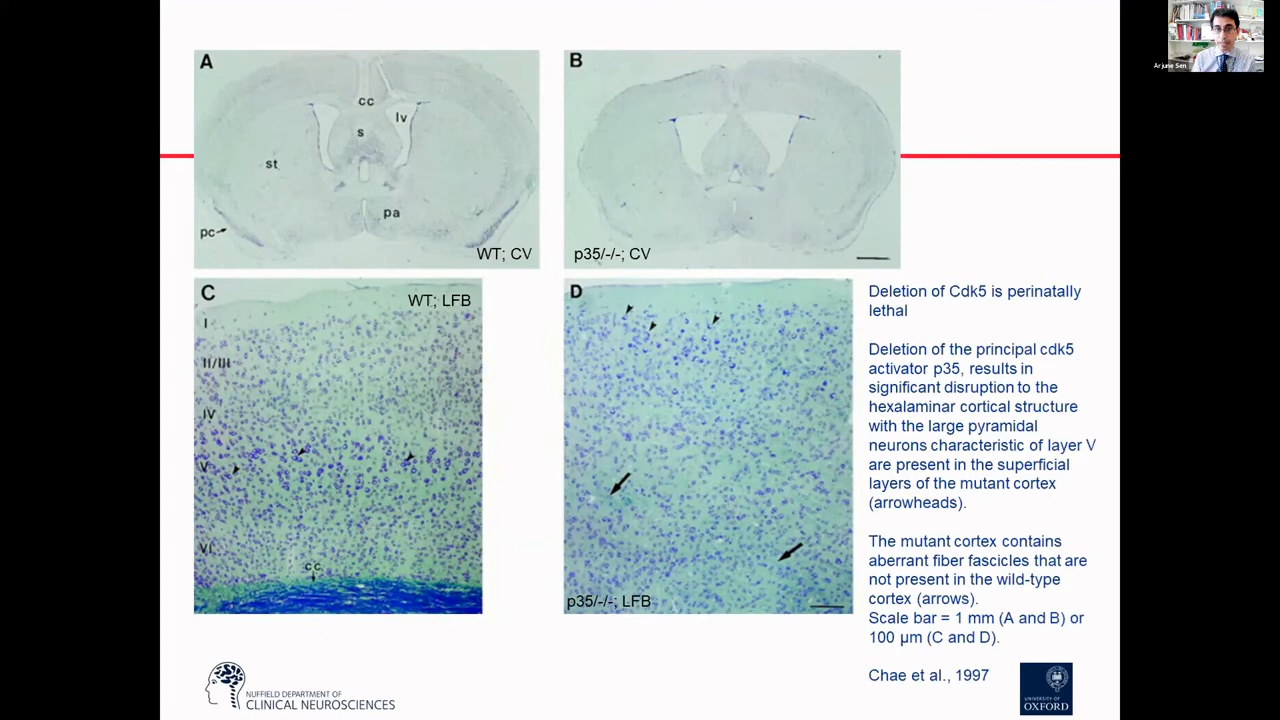 Arjune Sen
A
cc
lv
s
st
pa
pc
WT; CV
B
p35/-/-; CV
C
WT; LFB
I
II/III
IV
V
VI
cc
D
p35/-/-; LFB
Deletion of Cdk5 is perinatally
lethal
Deletion of the principal cdk5
activator p35, results in
significant disruption to the
hexalaminar cortical structure
with the large pyramidal
neurons characteristic of layer V
are present in the superficial
layers of the mutant cortex
(arrowheads).
The mutant cortex contains
aberrant fiber fascicles that are
not present in the wild-type
cortex (arrows).
Scale bar = 1 mm (A and B) or
100 µm (C and D).
Chae et al., 1997
NUFFIELD DEPARTMENT OF
CLINICAL NEUROSCIENCES
UNIVERSITY OF
OXFORD